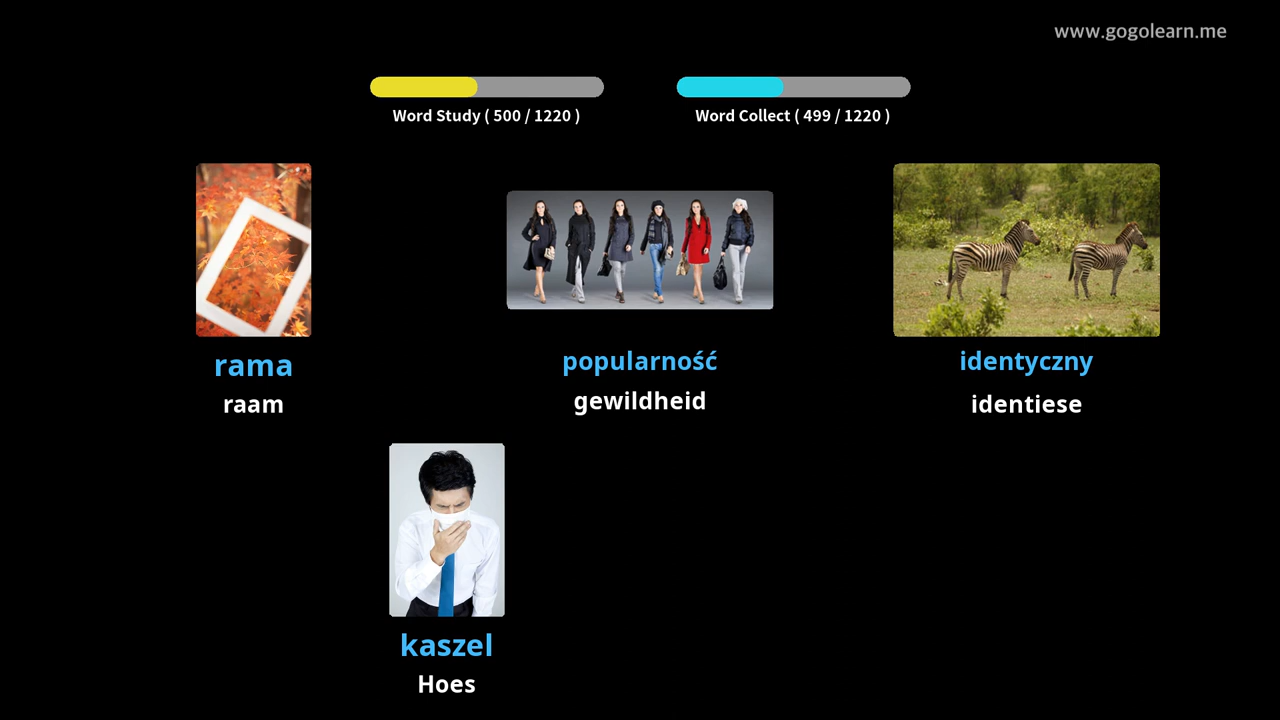 www.gogolearn.me
Word Study ( 500 / 1220 )
Word Collect ( 499 / 1220 )
rama
raam
popularność
gewildheid
identyczny
identiese
kaszel
Hoes